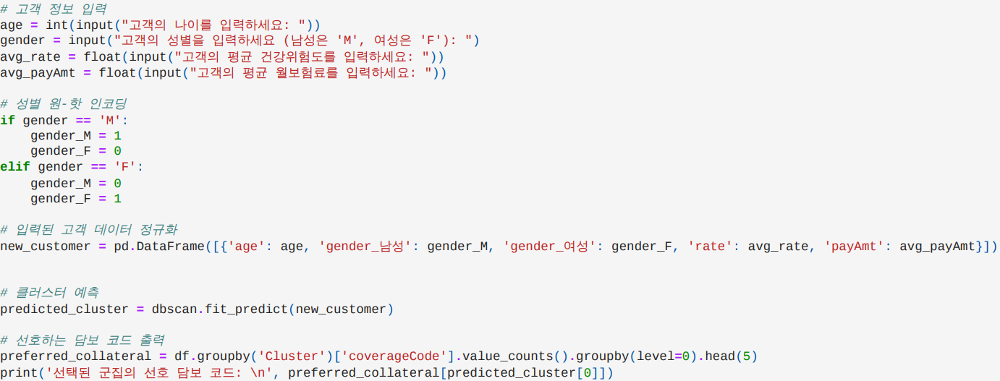 # 고객 정보 입력
age = int(input("고객의 나이를 입력하세요: "))
gender = input("고객의 성별을 입력하세요 (남성은 'M', 여성은 'F'): ")
avg_rate = float(input("고객의 평균 건강위험도를 입력하세요: "))
avg_payAmt = float(input("고객의 평균 월보험료를 입력하세요: "))
# 성별 원-핫 인코딩
if gender == 'M':
    gender_M = 1
    gender_F = 0
elif gender == 'F':
    gender_M = 0
    gender_F = 1
# 입력된 고객 데이터 정규화
new_customer = pd.DataFrame([{'age': age, 'gender_남성': gender_M, 'gender_여성': gender_F, 'rate': avg_rate, 'payAmt': avg_payAmt}])
# 클러스터 예측
predicted_cluster = dbscan.fit_predict(new_customer)
# 선호하는 담보 코드 출력
preferred_collateral = df.groupby('Cluster')['coverageCode'].value_counts().groupby(level=0).head(5)
print('선택된 군집의 선호 담보 코드: \n', preferred_collateral[predicted_cluster[0]])